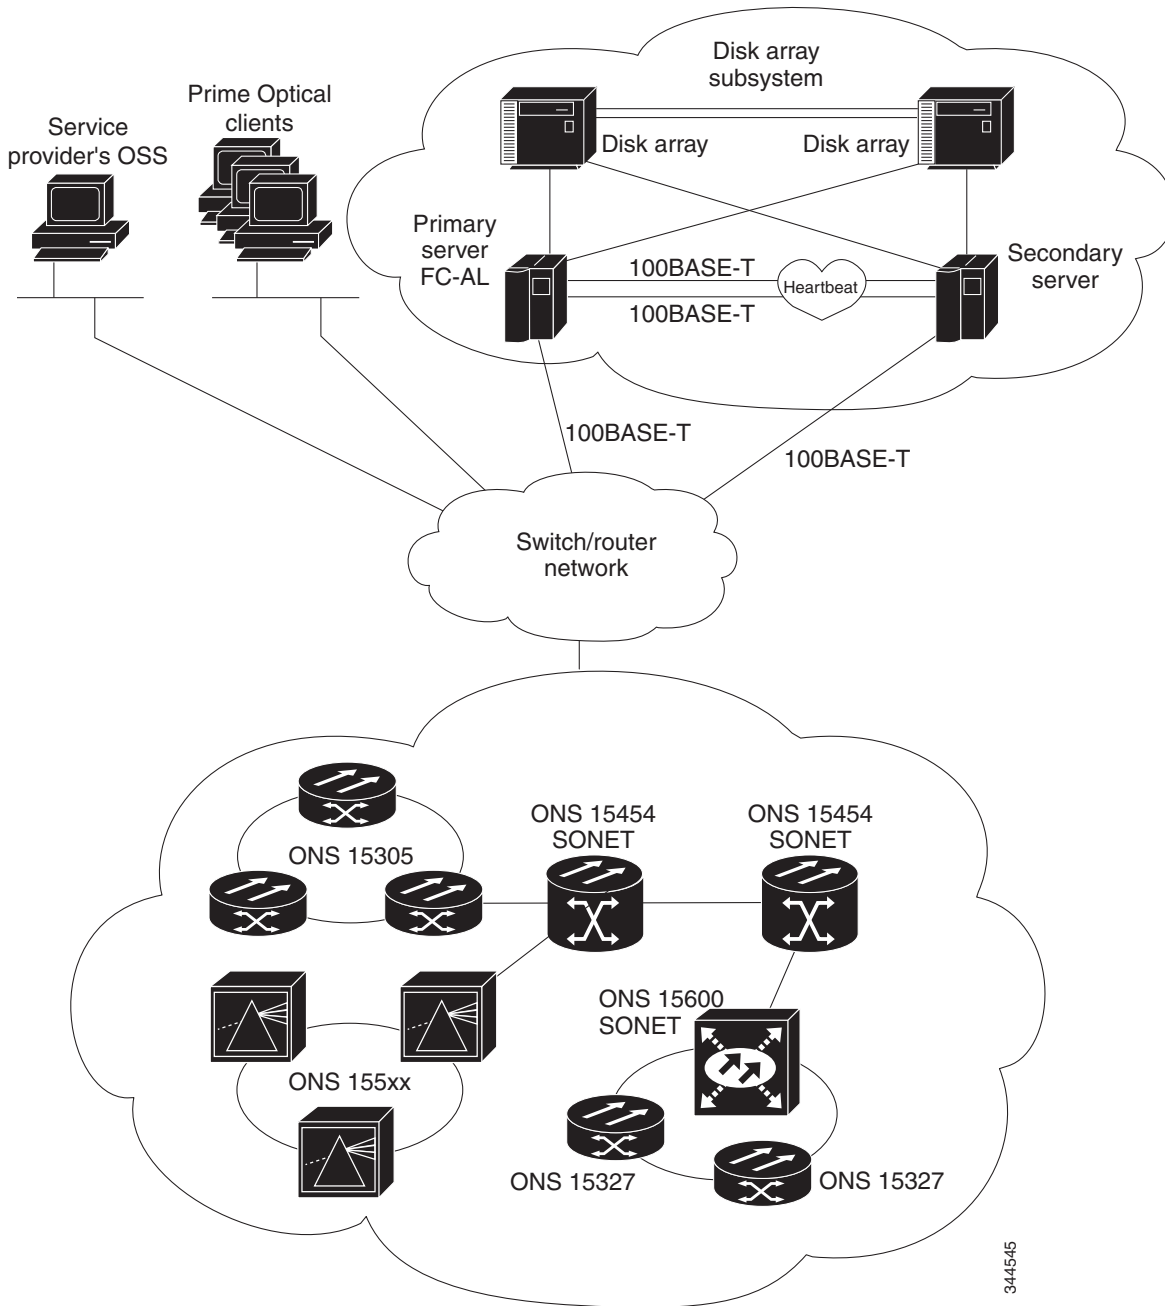 Disk array
subsystem
Prime Optical
clients
Service
provider's OSS
Disk array
Disk array
Primary
server
FC-AL
Secondary
server
100BASE-T
Heartbeat
100BASE-T
100BASE-T
100BASE-T
Switch/router
network
ONS 15454
SONET
ONS 15454
SONET
ONS 15305
ONS 15600
SONET
ONS 155xx
ONS 15327
ONS 15327
344545